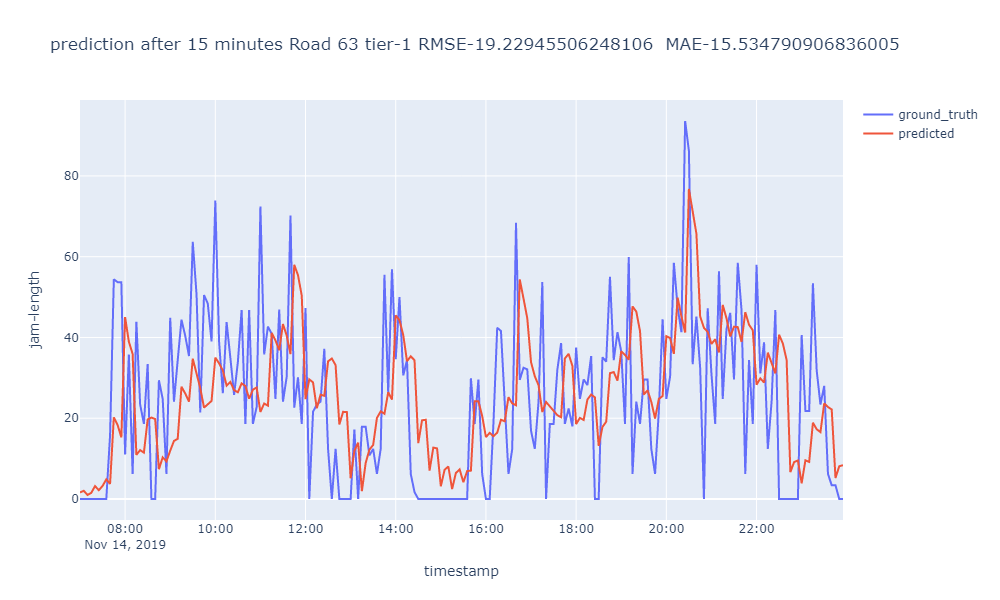 prediction after 15 minutes Road 63 tier-1 RMSE-19.22945506248106  MAE-15.534790906836005
ground_truth
predicted
80
60
40
20
0
jam-length
08:00 10:00 12:00 14:00 16:00 18:00 20:00 22:00
Nov 14, 2019
timestamp